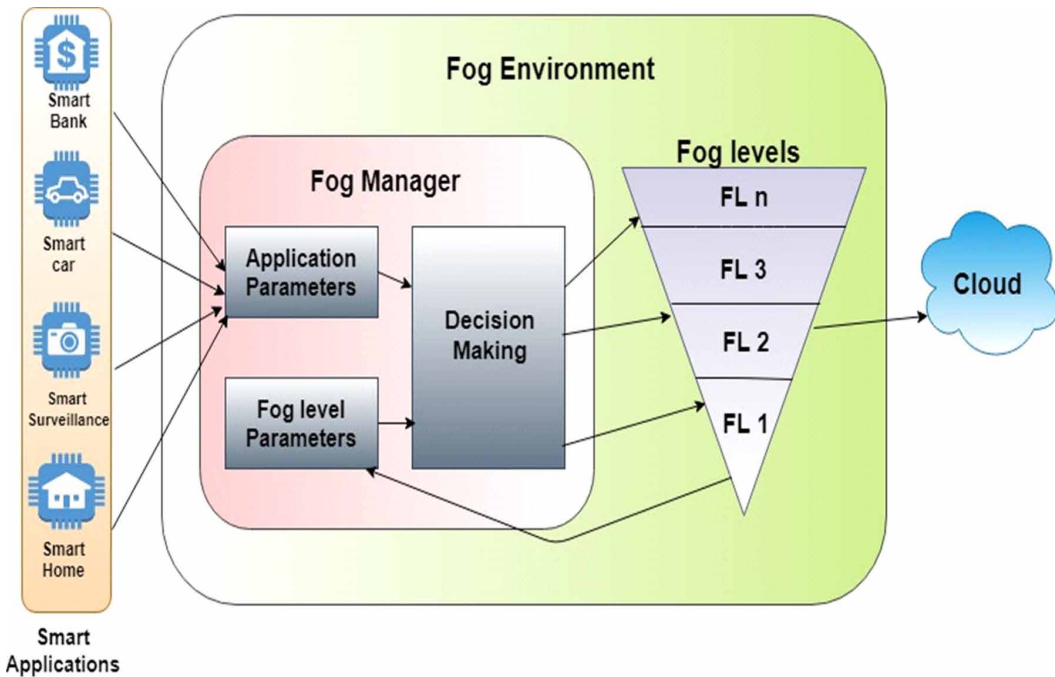 Smart
Bank
Smart
car
Smart
Surveillance
Smart
Home
Smart
Applications
Fog Environment
Fog Manager
Application
Parameters
Fog level
Parameters
Decision
Making
Fog levels
FL n
FL 3
FL 2
FL 1
Cloud